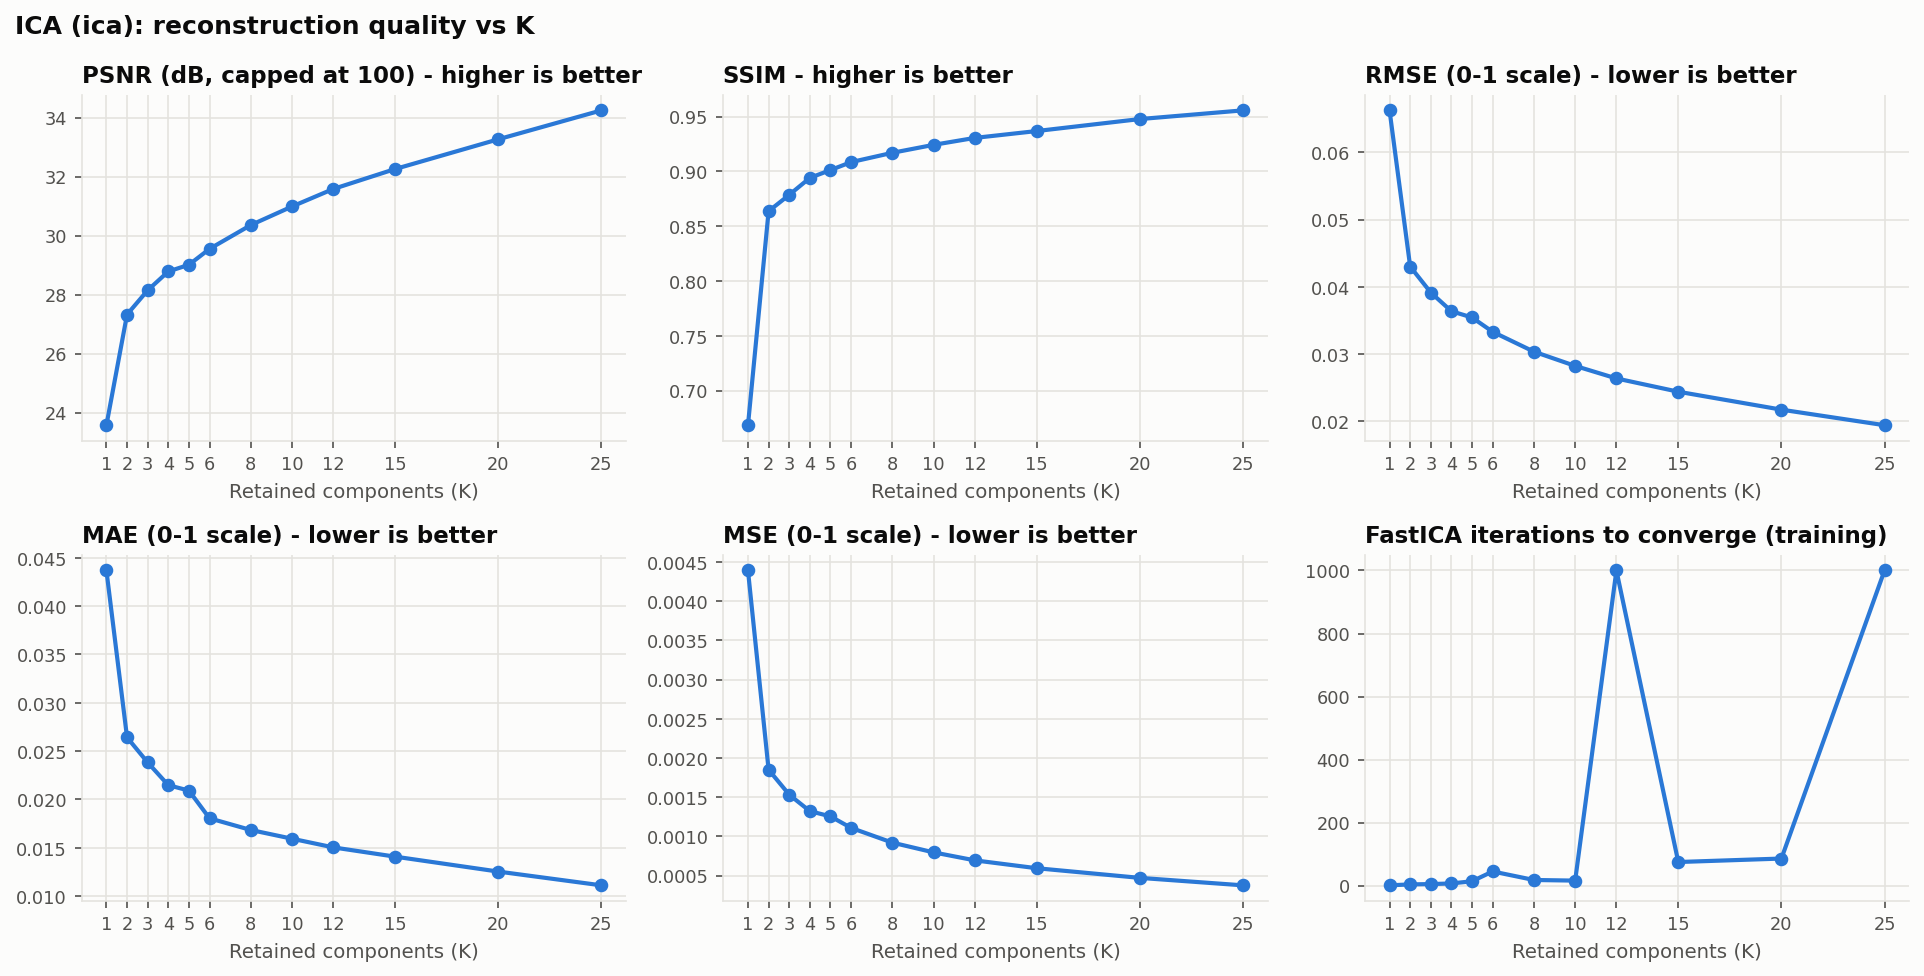 ICA (ica): reconstruction quality vs K
PSNR (dB, capped at 100) - higher is better
34
32
30
28
26
24
1 2 3 4 5 6 8 10 12 15 20 25
Retained components (K)
SSIM - higher is better
0.95
0.90
0.85
0.80
0.75
0.70
1 2 3 4 5 6 8 10 12 15 20 25
Retained components (K)
RMSE (0-1 scale) - lower is better
0.06
0.05
0.04
0.03
0.02
1 2 3 4 5 6 8 10 12 15 20 25
Retained components (K)
MAE (0-1 scale) - lower is better
0.045
0.040
0.035
0.030
0.025
0.020
0.015
0.010
1 2 3 4 5 6 8 10 12 15 20 25
Retained components (K)
MSE (0-1 scale) - lower is better
0.0045
0.0040
0.0035
0.0030
0.0025
0.0020
0.0015
0.0010
0.0005
1 2 3 4 5 6 8 10 12 15 20 25
Retained components (K)
FastICA iterations to converge (training)
1000
800
600
400
200
0
1 2 3 4 5 6 8 10 12 15 20 25
Retained components (K)